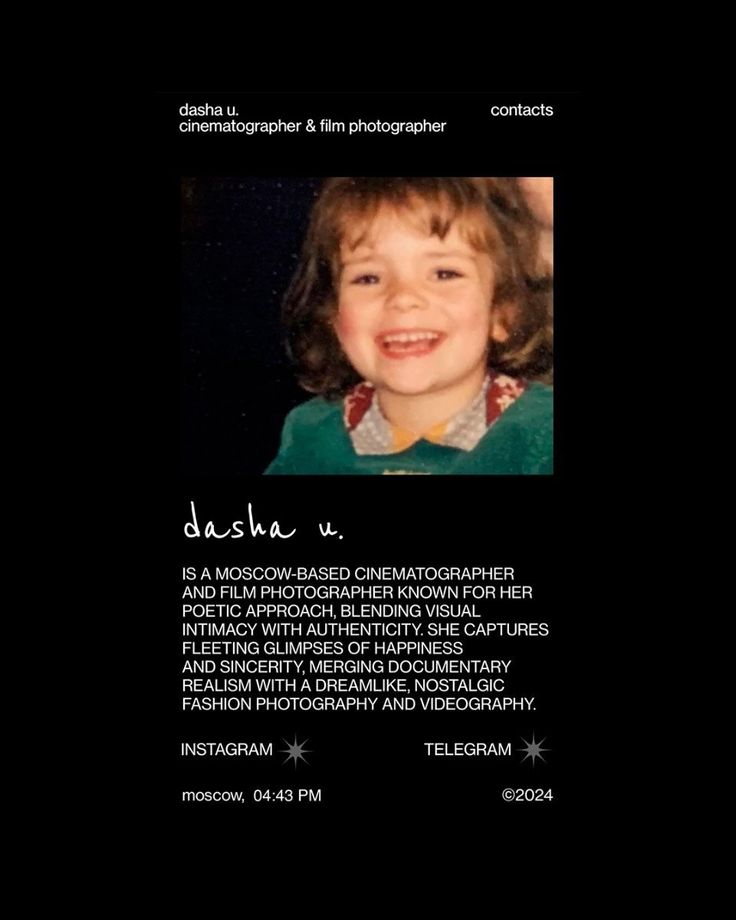 dasha u.
contacts
cinematographer & film photographer
dasha u.
IS A MOSCOW-BASED CINEMATOGRAPHER
AND FILM PHOTOGRAPHER KNOWN FOR HER
POETIC APPROACH, BLENDING VISUAL
INTIMACY WITH AUTHENTICITY. SHE CAPTURES
FLEETING GLIMPSES OF HAPPINESS
AND SINCERITY, MERGING DOCUMENTARY
REALISM WITH A DREAMLIKE, NOSTALGIC
FASHION PHOTOGRAPHY AND VIDEOGRAPHY.
INSTAGRAM
TELEGRAM
moscow, 04:43 PM
©2024